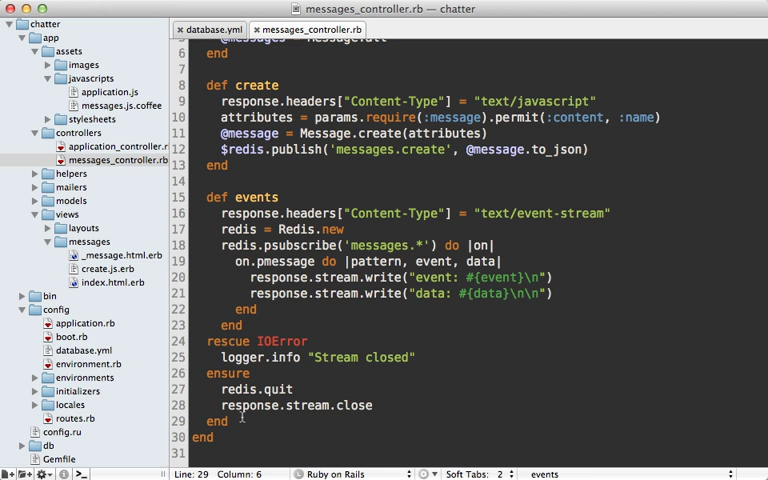 messages_controller.rb — chatter
chatter
app
assets
images
javascripts
application.js
messages.js.coffee
stylesheets
controllers
application_controller.r
messages_controller.rb
helpers
mailers
models
views
layouts
messages
_message.html.erb
create.js.erb
index.html.erb
bin
config
application.rb
boot.rb
database.yml
environment.rb
environments
initializers
locales
routes.rb
config.ru
db
Gemfile
× database.yml × messages_controller.rb
6 end
7
8 def create
9 response.headers["Content-Type"] = "text/javascript"
10 attributes = params.require(:message).permit(:content, :name)
11 @message = Message.create(attributes)
12 $redis.publish('messages.create', @message.to_json)
13 end
14
15 def events
16 response.headers["Content-Type"] = "text/event-stream"
17 redis = Redis.new
18 redis.psubscribe('messages.*') do |on|
19 on.pmessage do |pattern, event, data|
20 response.stream.write("event: #{event}\n")
21 response.stream.write("data: #{data}\n\n")
22 end
23 end
24 rescue IOError
25 logger.info "Stream closed"
26 ensure
27 redis.quit
28 response.stream.close
29 end
30 end
31
Line: 29 Column: 6 Ruby on Rails Soft Tabs: 2 events